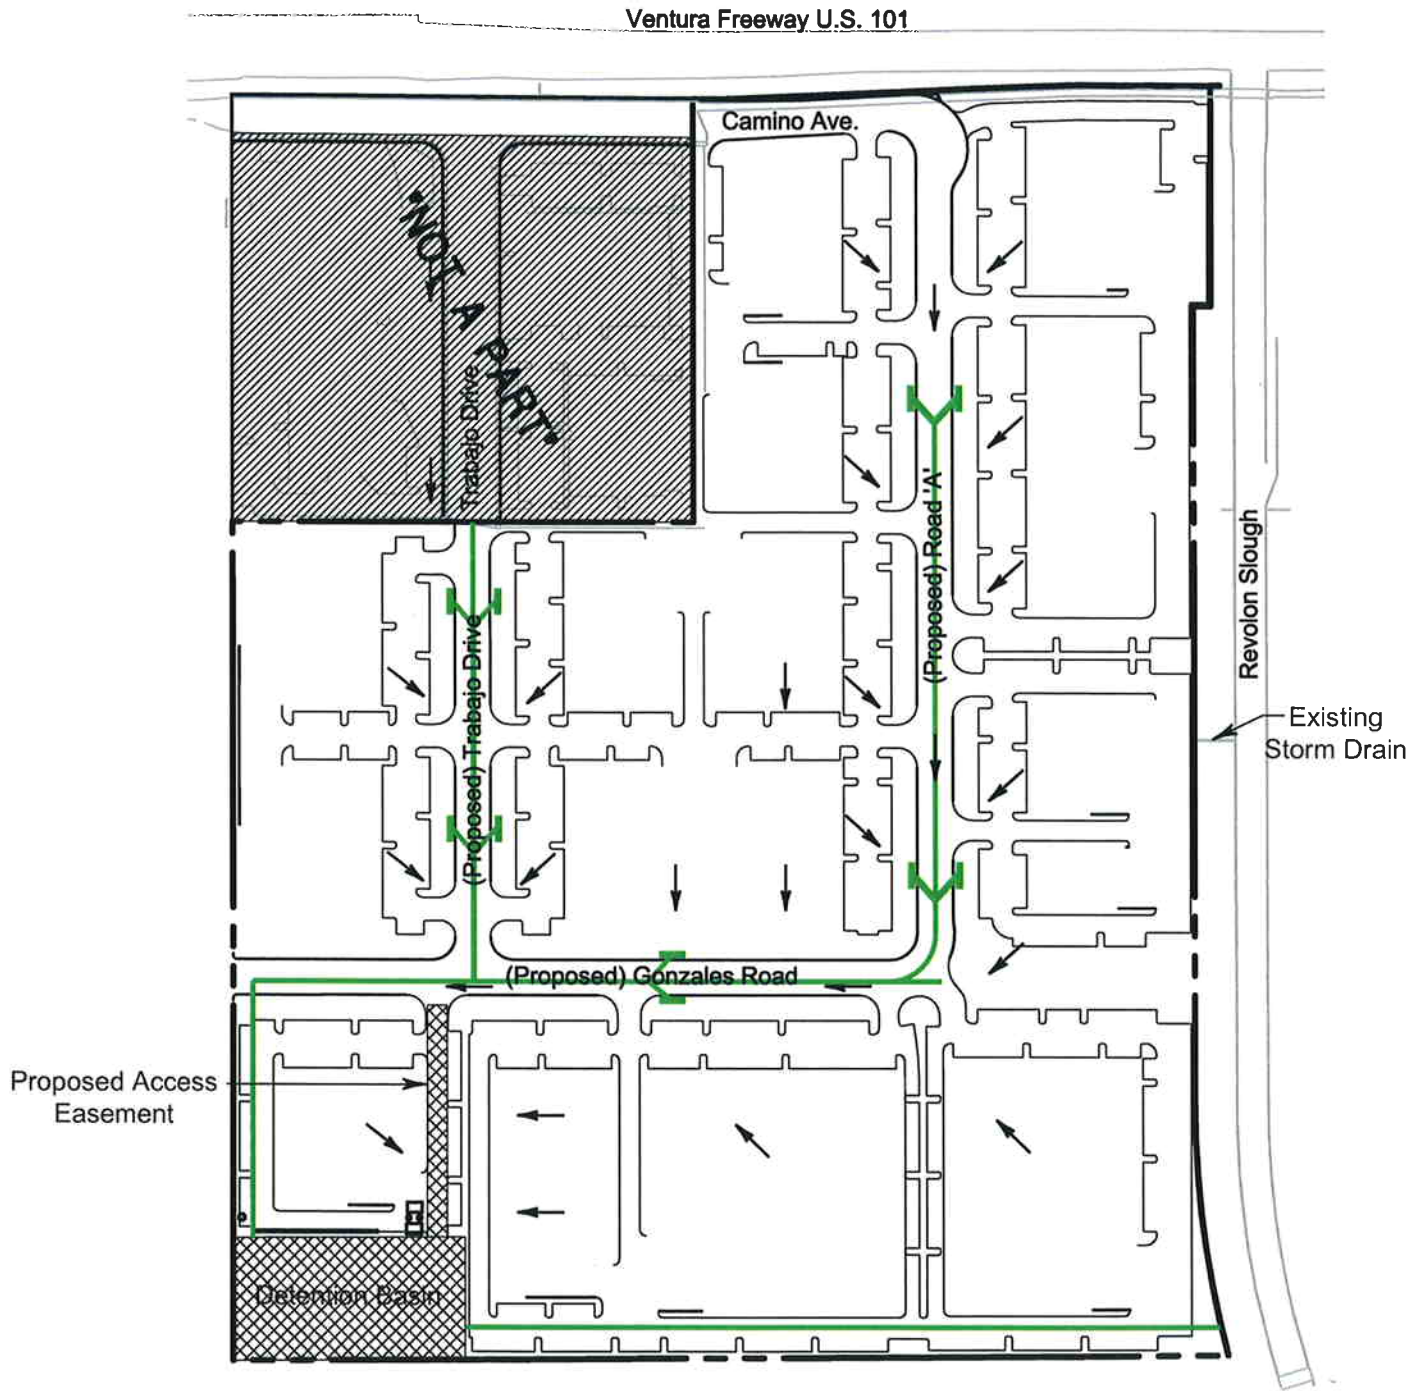 Ventura Freeway U.S. 101
Camino Ave.
"NOT A PART"
Trabajo Drive
(Proposed) Road 'A'
Revolon Slough
(Proposed) Trabajo Drive
Existing
Storm Drain
(Proposed) Gonzales Road
Proposed Access
Easement
Detention Basin